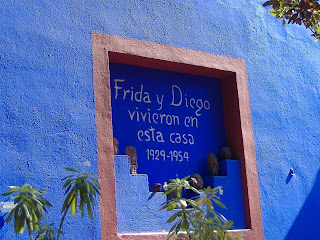 Frida y Diego
vivieron en
esta casa
1929-1954